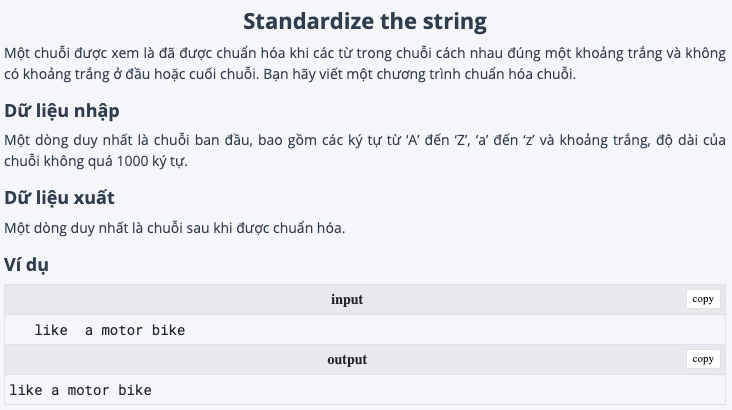 Standardize the string
Một chuỗi được xem là đã được chuẩn hóa khi các từ trong chuỗi cách nhau đúng một khoảng trắng và không
có khoảng trắng ở đầu hoặc cuối chuỗi. Bạn hãy viết một chương trình chuẩn hóa chuỗi.
Dữ liệu nhập
Một dòng duy nhất là chuỗi ban đầu, bao gồm các ký tự từ ‘A’ đến ‘Z’, ‘a’ đến ‘z’ và khoảng trắng, độ dài của
chuỗi không quá 1000 ký tự.
Dữ liệu xuất
Một dòng duy nhất là chuỗi sau khi được chuẩn hóa.
Ví dụ
input copy
   like  a motor bike
output copy
like a motor bike